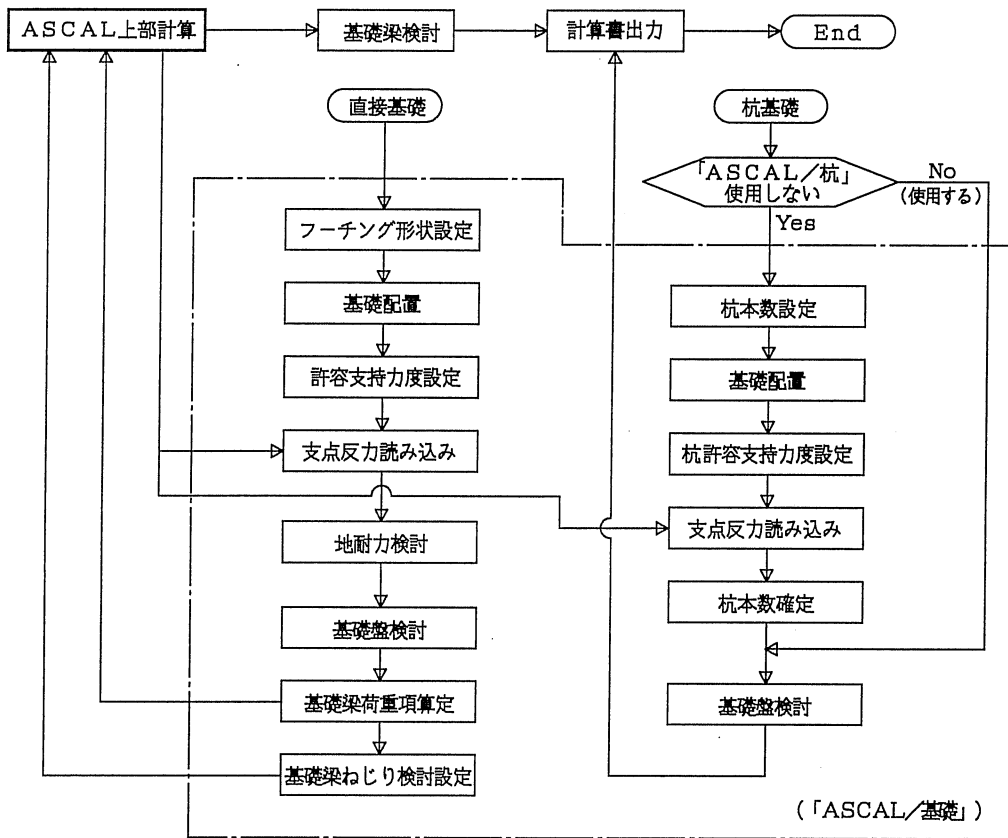 ASCAL上部計算
基礎梁検討
計算書出力
End
直接基礎
フーチング形状設定
基礎配置
許容支持力度設定
支点反力読み込み
地耐力検討
基礎盤検討
基礎梁荷重項算定
基礎梁ねじり検討設定
杭基礎
「ASCAL/杭」
使用しない
No
(使用する)
Yes
杭本数設定
基礎配置
杭許容支持力度設定
支点反力読み込み
杭本数確定
基礎盤検討
(「ASCAL/基礎」)